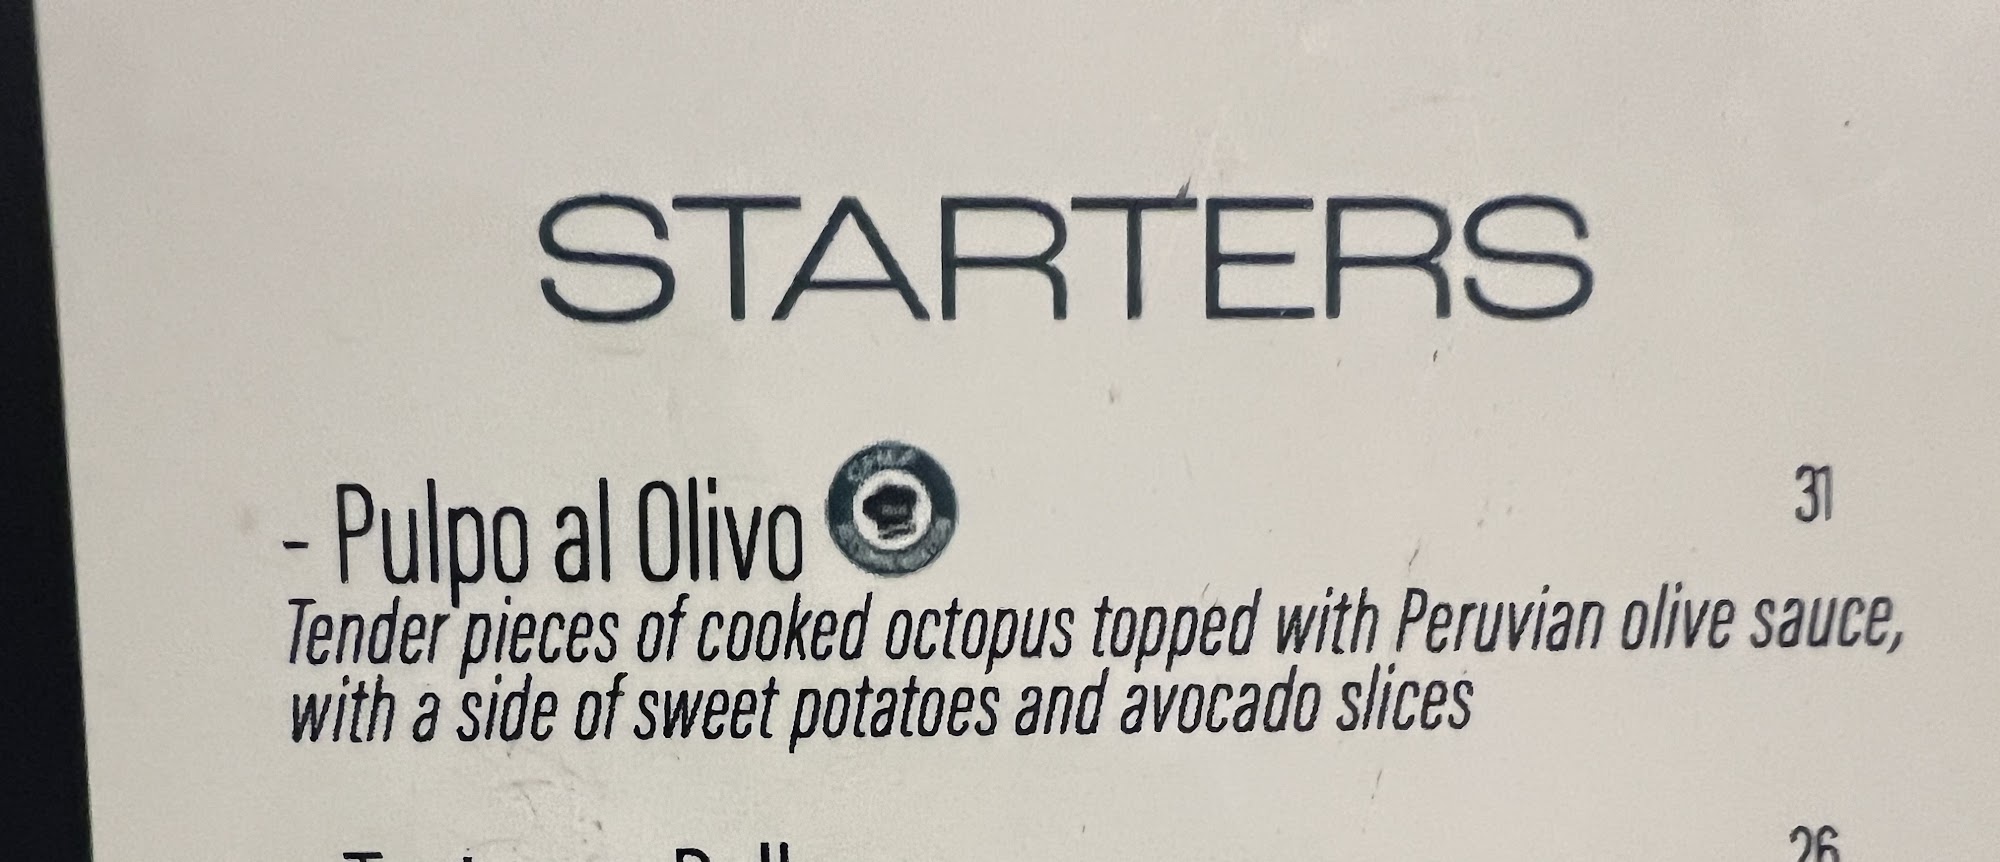 STARTERS
- Pulpo al Olivo 31
Tender pieces of cooked octopus topped with Peruvian olive sauce,
with a side of sweet potatoes and avocado slices
26